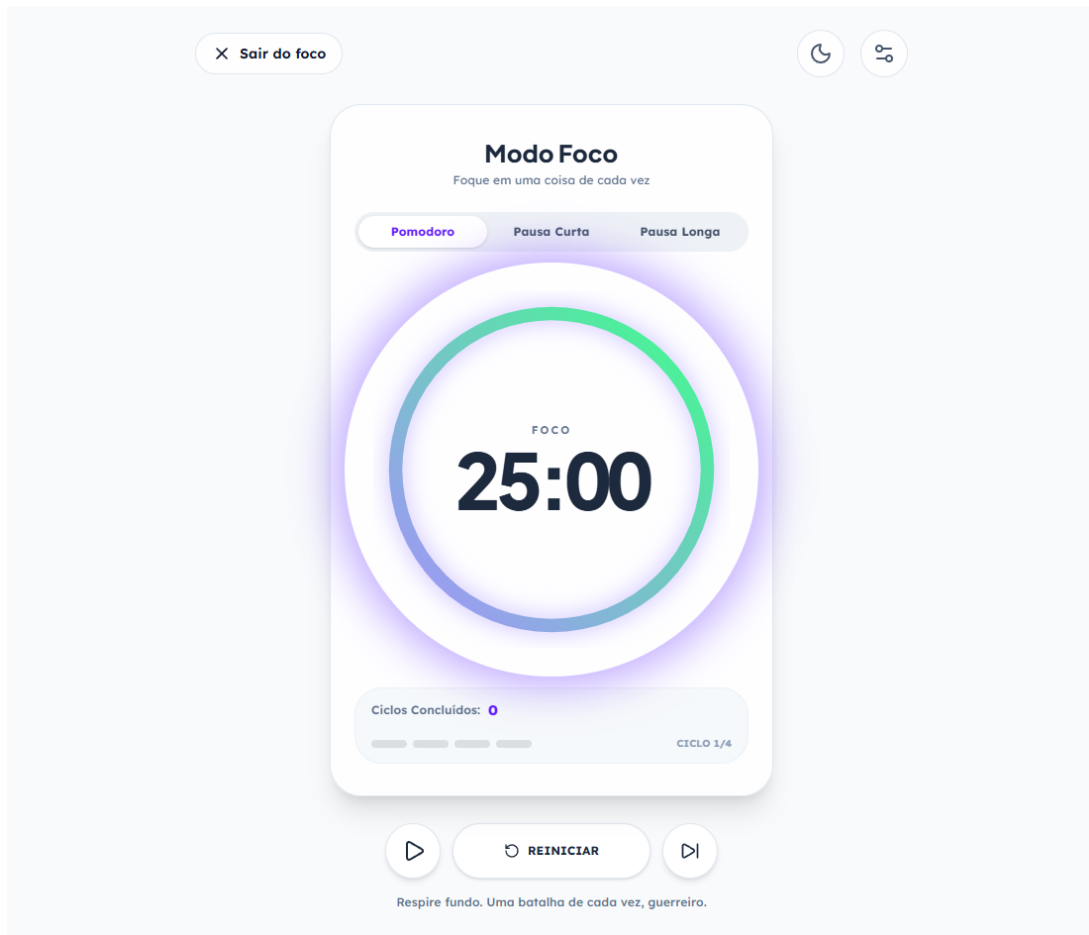 Sair do foco
Modo Foco
Foque em uma coisa de cada vez
Pomodoro Pausa Curta Pausa Longa
FOCO
25:00
Ciclos Concluídos: 0
CICLO 1/4
REINICIAR
Respire fundo. Uma batalha de cada vez, guerreiro.